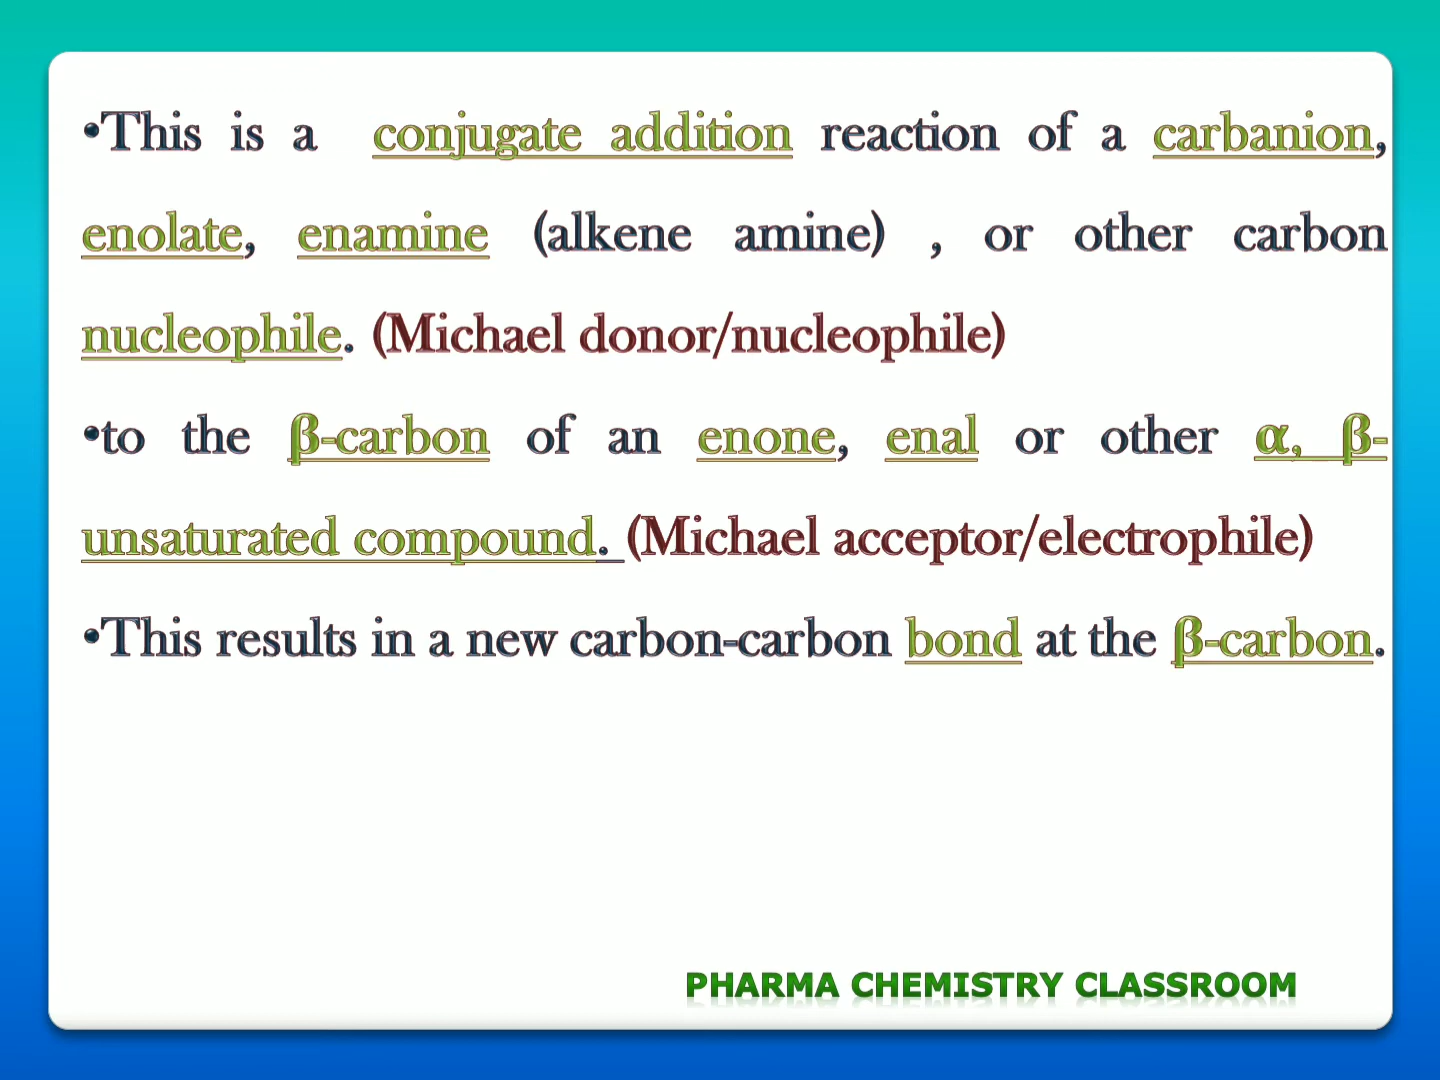 •This is a conjugate addition reaction of a carbanion,
enolate, enamine (alkene amine) , or other carbon
nucleophile. (Michael donor/nucleophile)
•to the β-carbon of an enone, enal or other α, β-
unsaturated compound. (Michael acceptor/electrophile)
•This results in a new carbon-carbon bond at the β-carbon.
PHARMA CHEMISTRY CLASSROOM